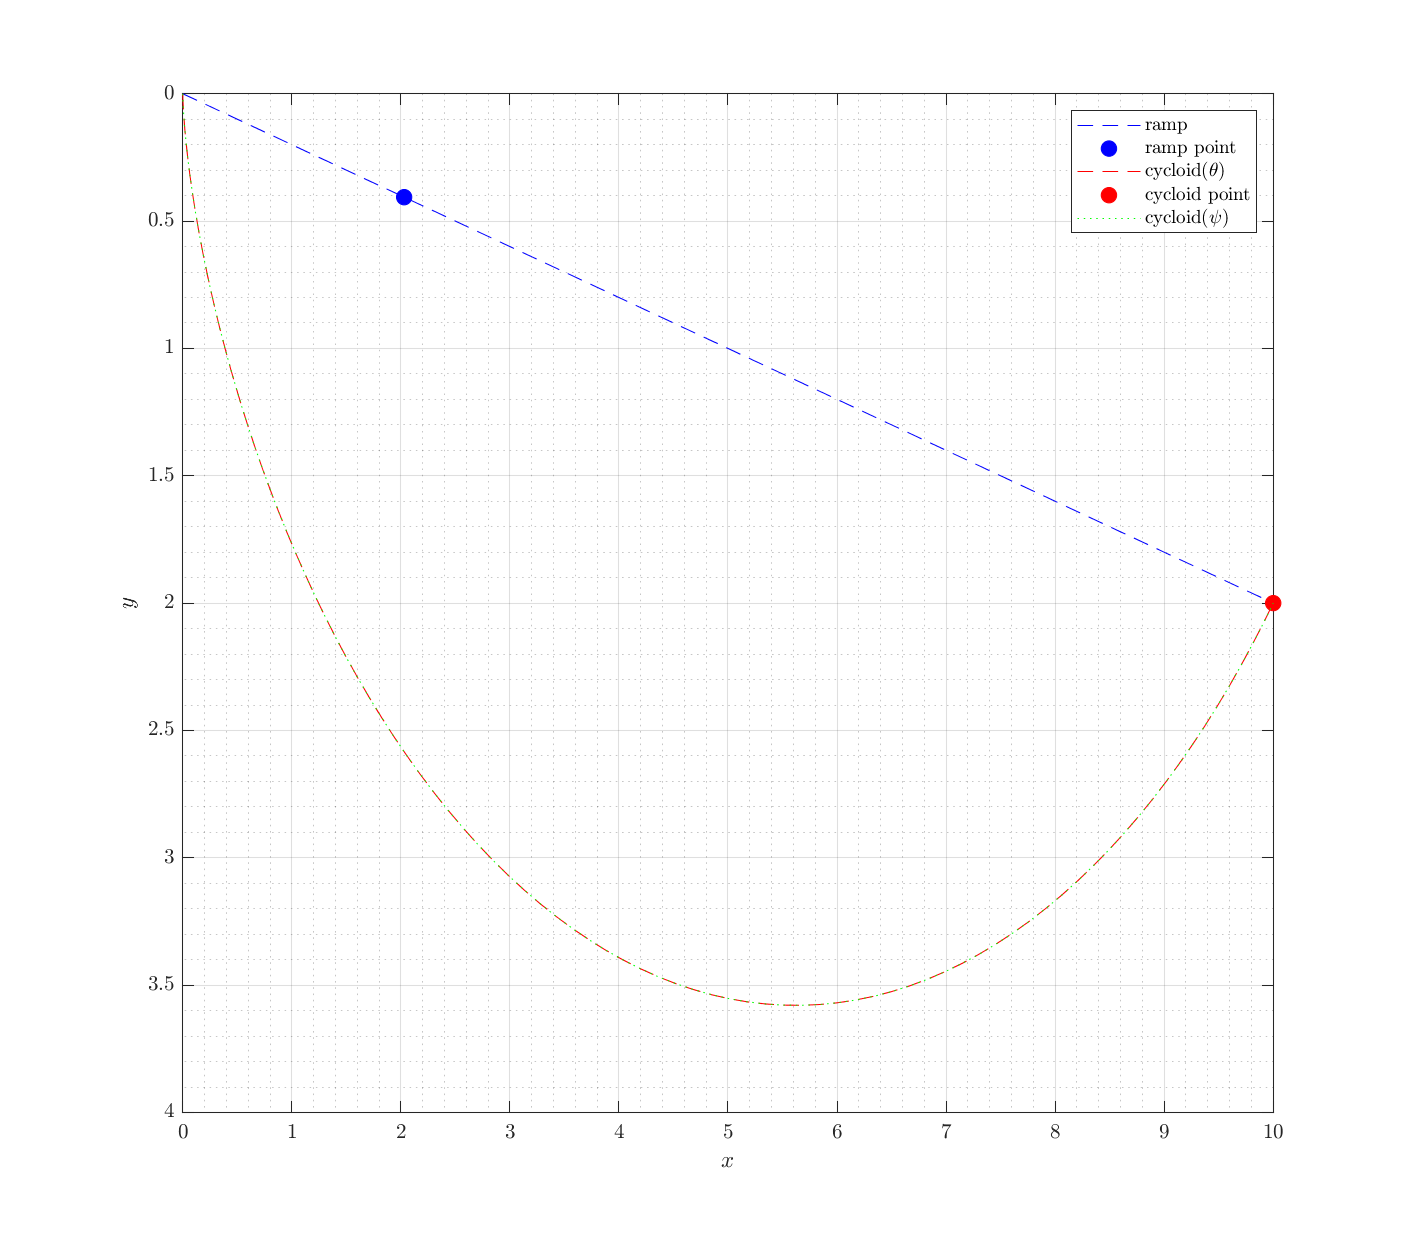 0
0.5
1
1.5
2
2.5
3
3.5
4
y
0 1 2 3 4 5 6 7 8 9 10
x
ramp
ramp point
cycloid(θ)
cycloid point
cycloid(ψ)